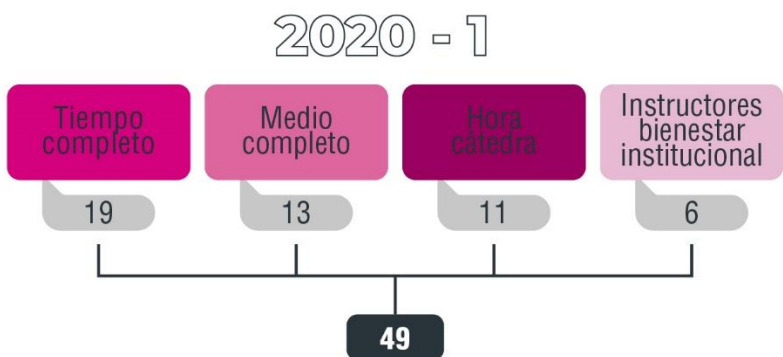 2020 - 1
Tiempo
completo
Medio
completo
Hora
cátedra
Instructores
bienestar
institucional
19
13
11
6
49